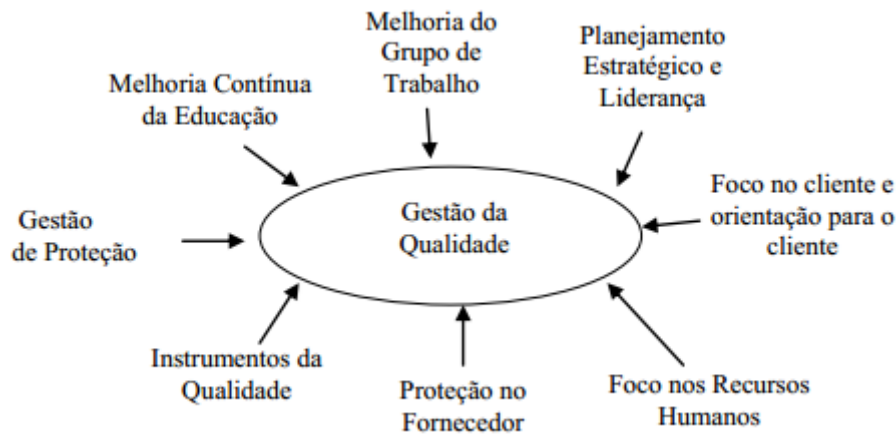 Melhoria do
Grupo de
Trabalho
Planejamento
Estratégico e
Liderança
Melhoria Contínua
da Educação
Foco no cliente e
orientação para o
cliente
Gestão
de Proteção
Gestão da
Qualidade
Instrumentos da
Qualidade
Proteção no
Fornecedor
Foco nos Recursos
Humanos